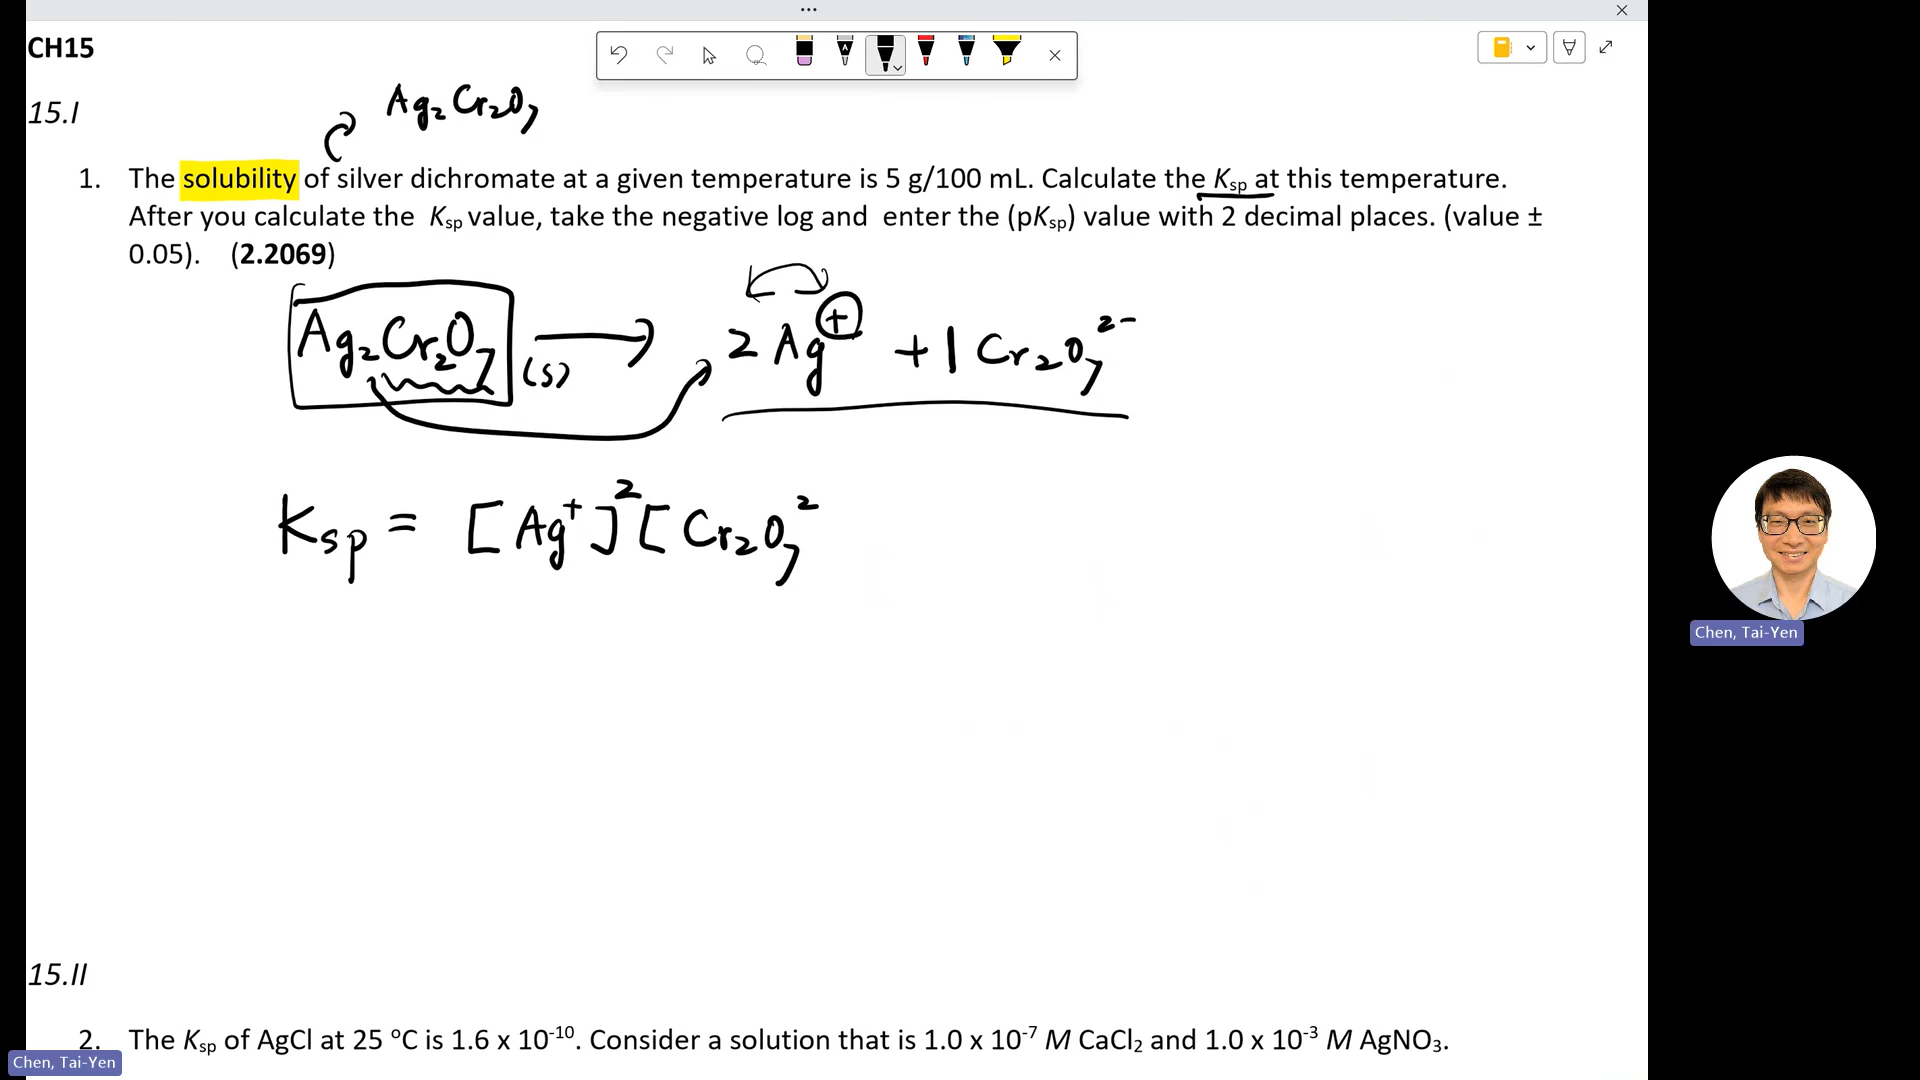 CH15
15.I
Ag₂Cr₂O₇
1. The solubility of silver dichromate at a given temperature is 5 g/100 mL. Calculate the Ksp at this temperature.
After you calculate the Ksp value, take the negative log and enter the (pKsp) value with 2 decimal places. (value ±
0.05). (2.2069)
Ag₂Cr₂O₇ (s) → 2 Ag⁺ + 1 Cr₂O₇²⁻
Ksp = [Ag⁺]² [Cr₂O₇²
Chen, Tai-Yen
15.II
2. The Ksp of AgCl at 25 °C is 1.6 x 10⁻¹⁰. Consider a solution that is 1.0 x 10⁻⁷ M CaCl₂ and 1.0 x 10⁻³ M AgNO₃.
Chen, Tai-Yen